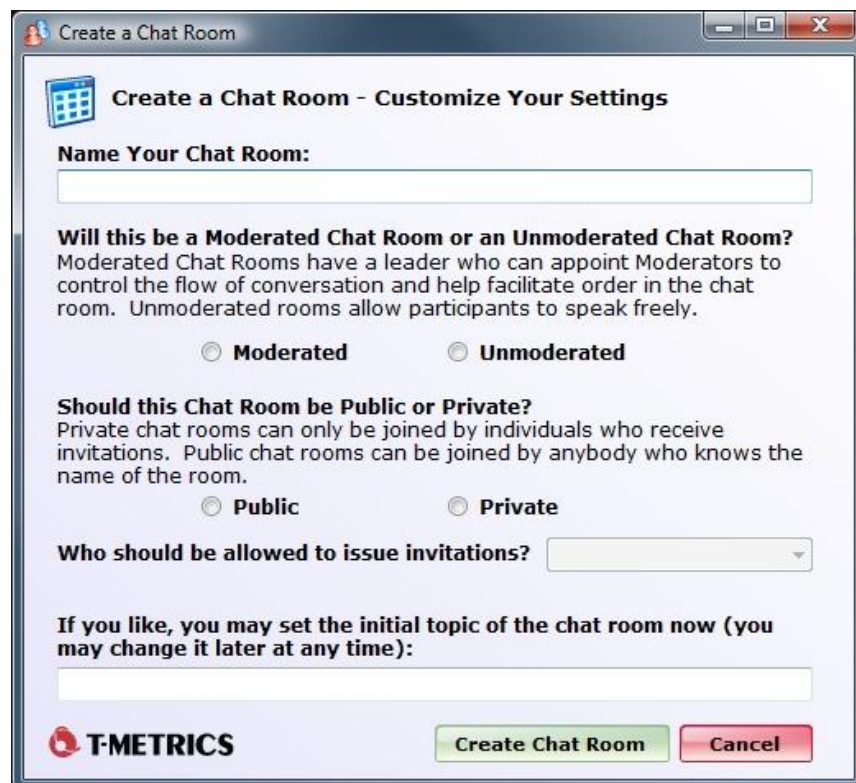 Create a Chat Room
Create a Chat Room - Customize Your Settings
Name Your Chat Room:
Will this be a Moderated Chat Room or an Unmoderated Chat Room?
Moderated Chat Rooms have a leader who can appoint Moderators to
control the flow of conversation and help facilitate order in the chat
room.  Unmoderated rooms allow participants to speak freely.
Moderated Unmoderated
Should this Chat Room be Public or Private?
Private chat rooms can only be joined by individuals who receive
invitations.  Public chat rooms can be joined by anybody who knows the
name of the room.
Public Private
Who should be allowed to issue invitations?
If you like, you may set the initial topic of the chat room now (you
may change it later at any time):
T-METRICS Create Chat Room Cancel